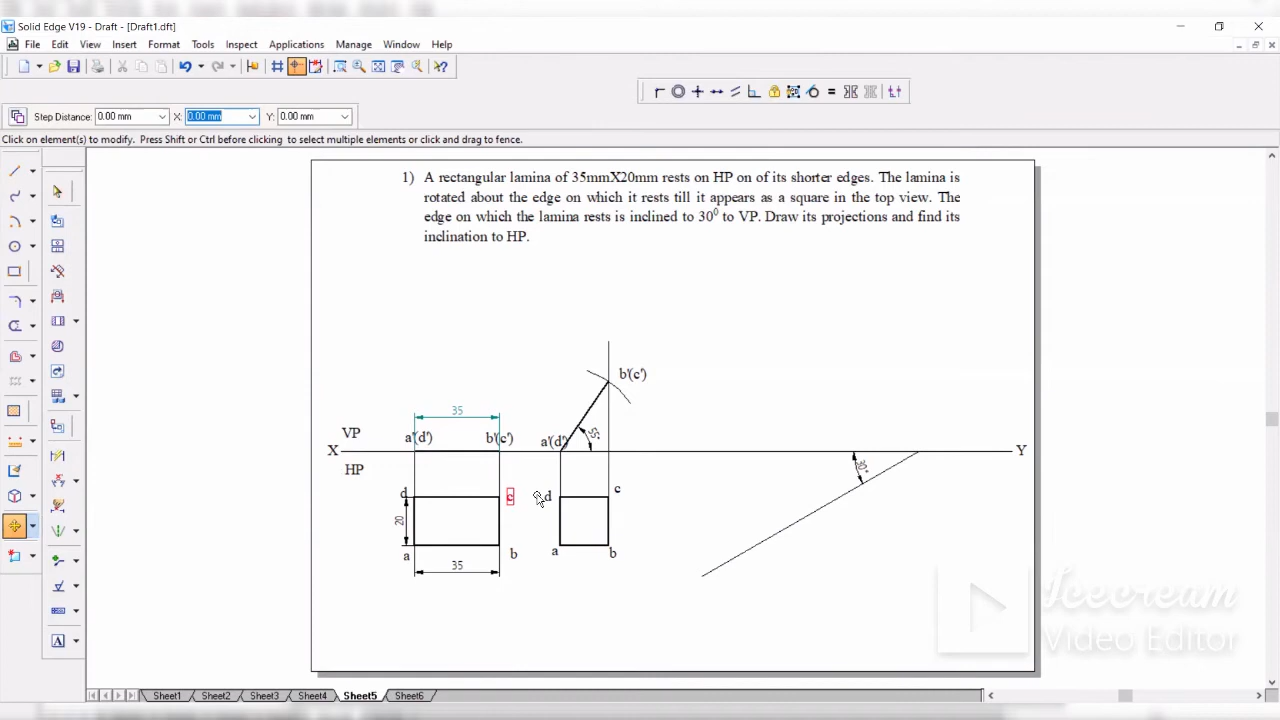 Solid Edge V19 - Draft - [Draft1.dft]
File Edit View Insert Format Tools Inspect Applications Manage Window Help
Step Distance: 0.00 mm X: 0.00 mm Y: 0.00 mm
Click on element(s) to modify. Press Shift or Ctrl before clicking to select multiple elements or click and drag to fence.
1) A rectangular lamina of 35mmX20mm rests on HP on of its shorter edges. The lamina is
rotated about the edge on which it rests till it appears as a square in the top view. The
edge on which the lamina rests is inclined to 30⁰ to VP. Draw its projections and find its
inclination to HP.
b'(c')
35
VP
a'(d') b'(c') a'(d') 55°
X Y
HP
30°
d c d c
20
a b a b
35
Icecream
Video Editor
Sheet1 Sheet2 Sheet3 Sheet4 Sheet5 Sheet6